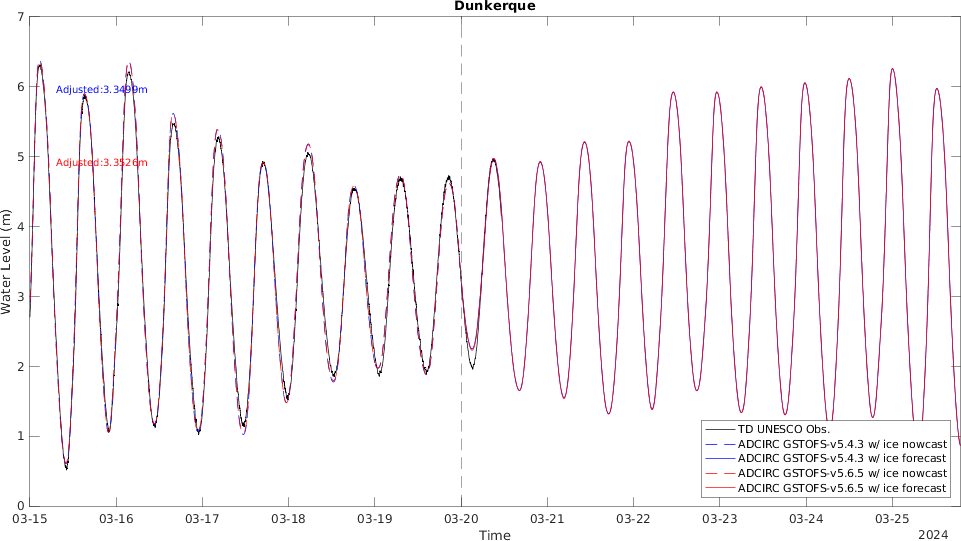 Dunkerque
7
6
5
4
3
2
1
0
Water Level (m)
Adjusted:3.3499m
Adjusted:3.3526m
TD UNESCO Obs.
ADCIRC GSTOFS-v5.4.3 w/ ice nowcast
ADCIRC GSTOFS-v5.4.3 w/ ice forecast
ADCIRC GSTOFS-v5.6.5 w/ ice nowcast
ADCIRC GSTOFS-v5.6.5 w/ ice forecast
03-15 03-16 03-17 03-18 03-19 03-20 03-21 03-22 03-23 03-24 03-25
Time
2024